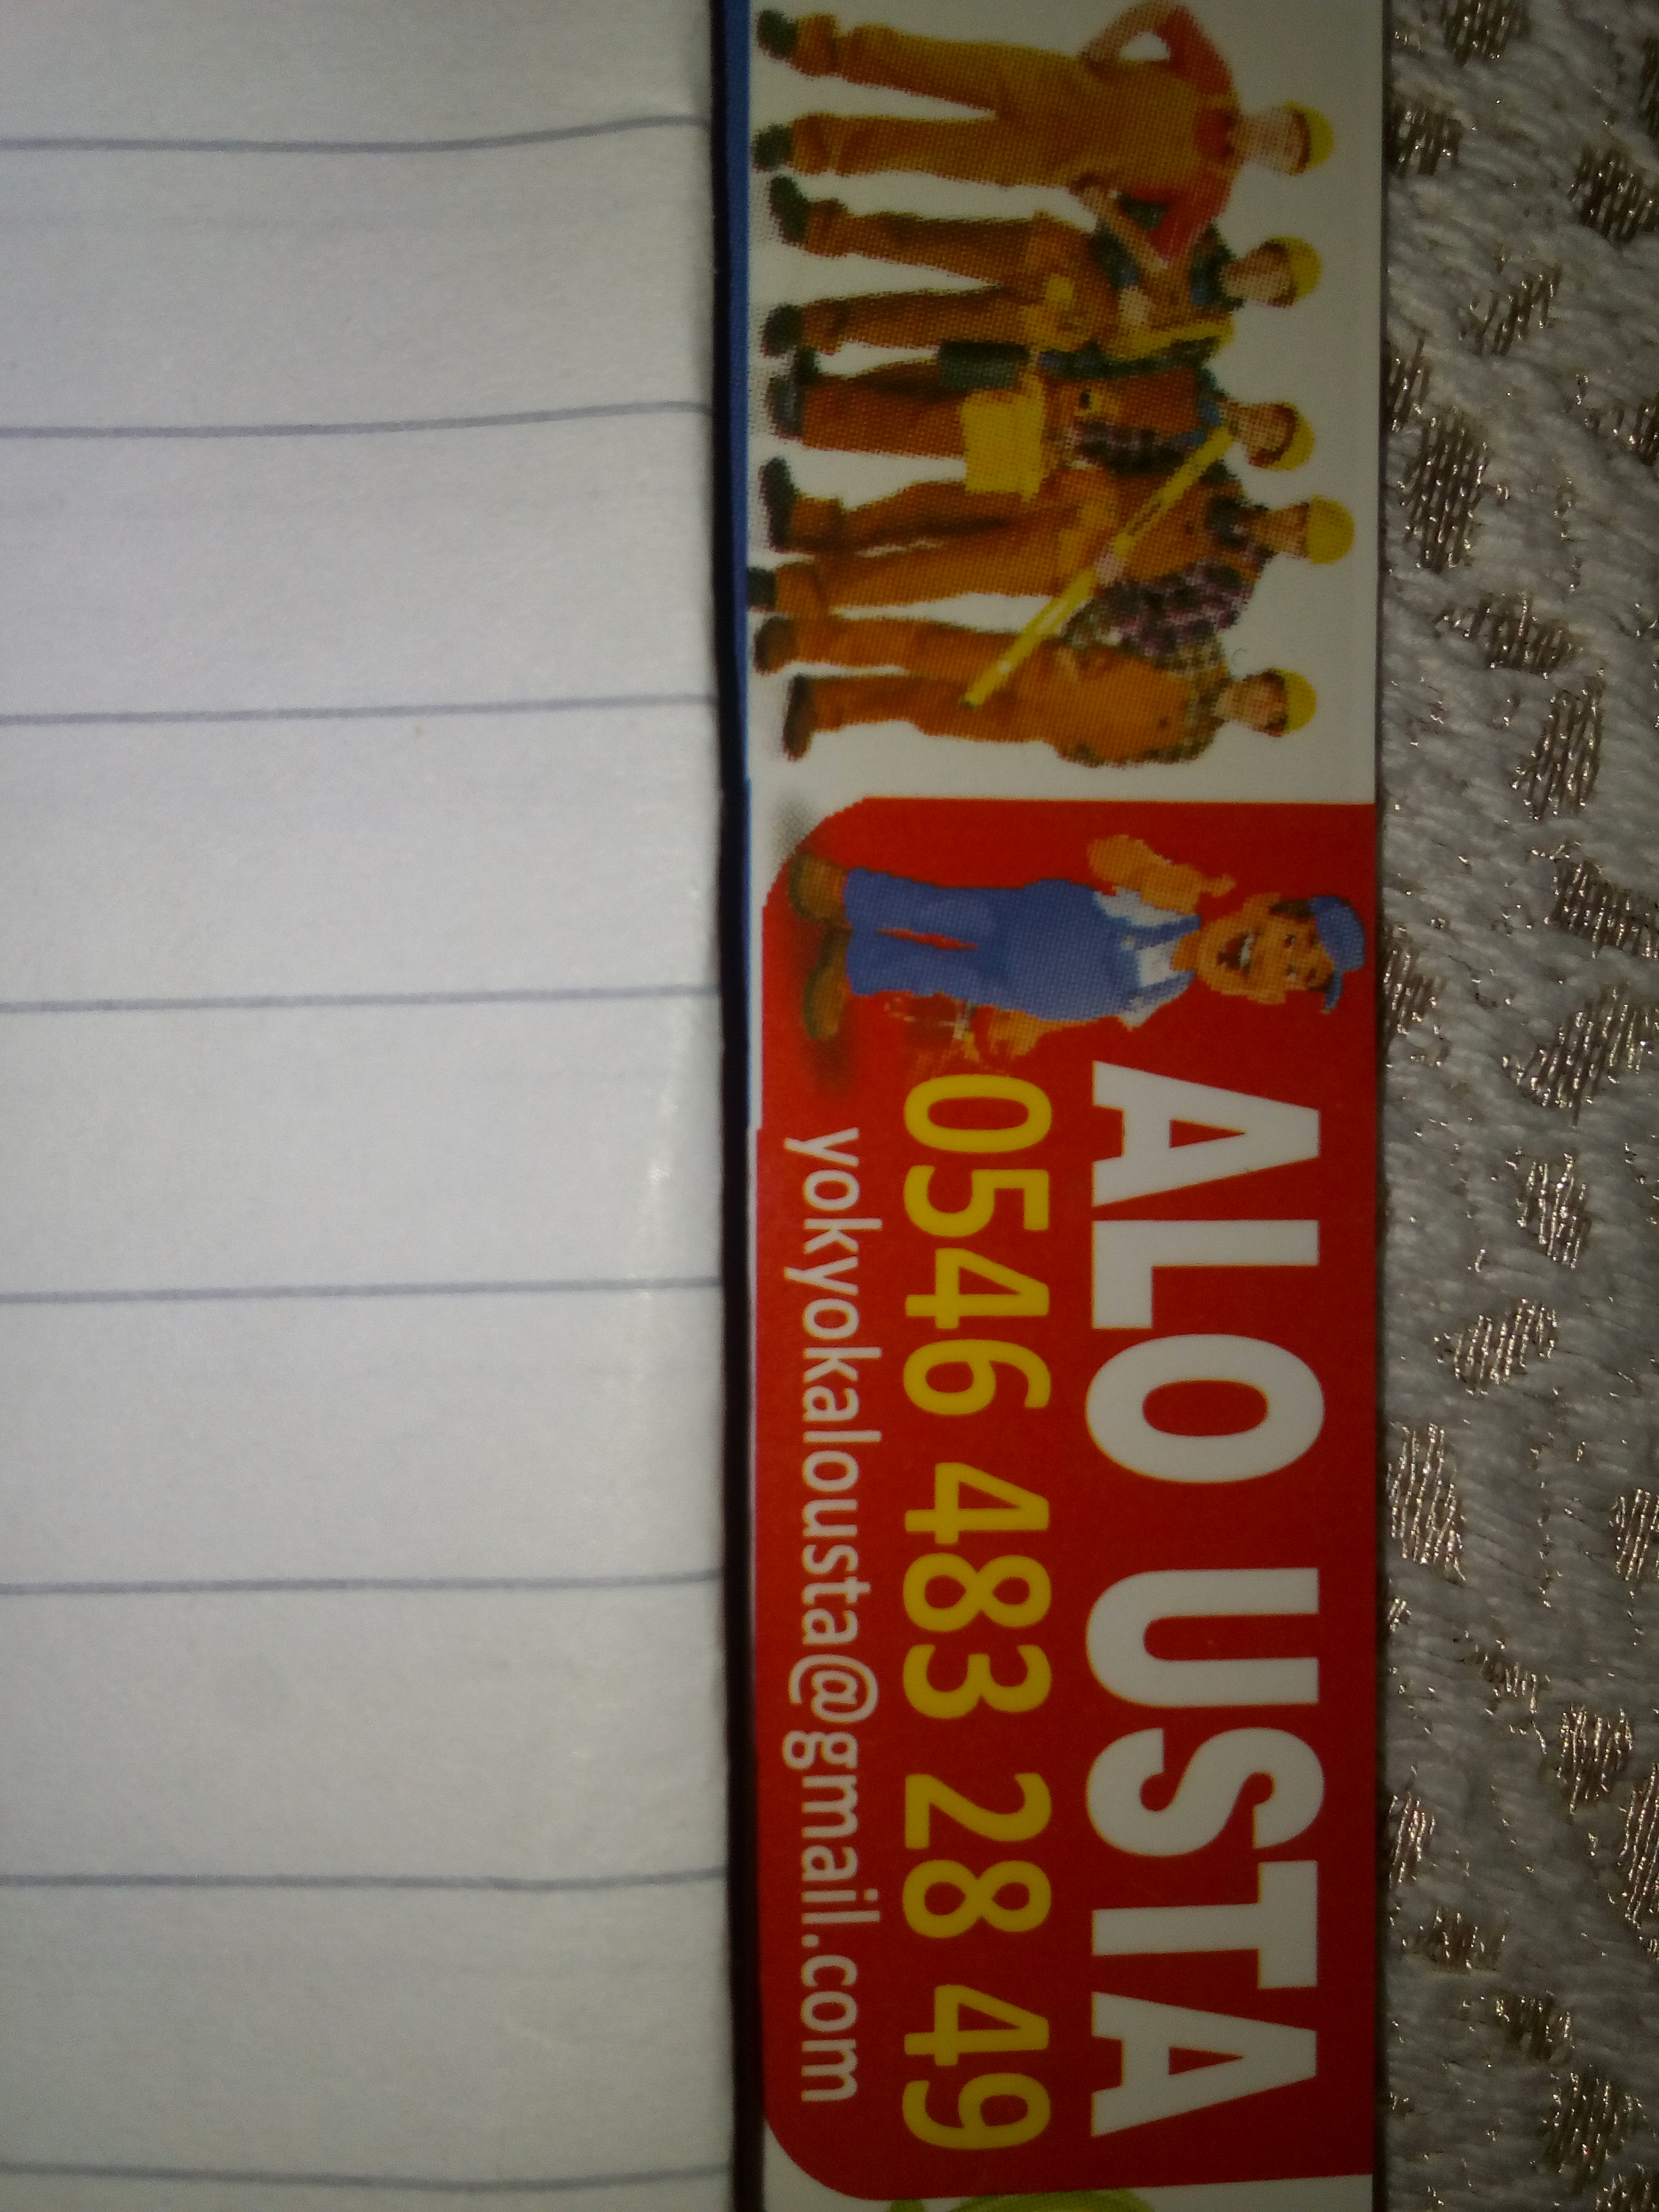 ALO USTA
0546 483 28 49
yokyokalousta@gmail.com